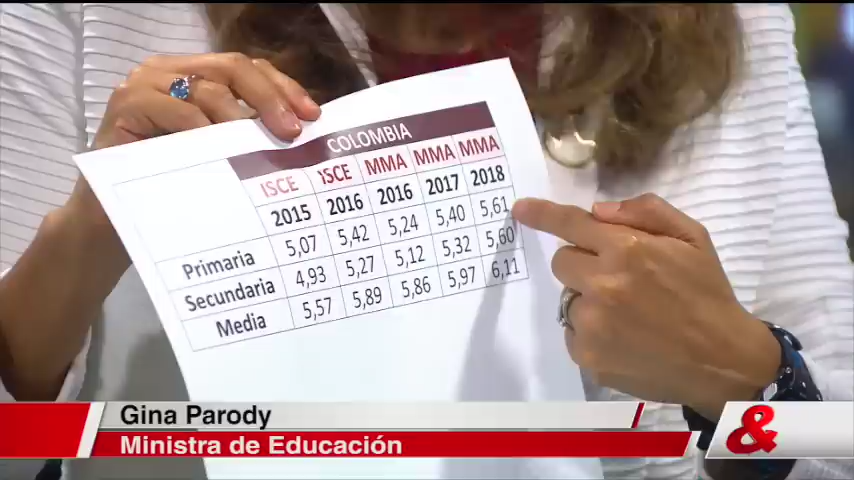 COLOMBIA
ISCE ISCE MMA MMA MMA
2015 2016 2016 2017 2018
Primaria 5,07 5,42 5,24 5,40 5,61
Secundaria 4,93 5,27 5,12 5,32 5,60
Media 5,57 5,89 5,86 5,97 6,11
Gina Parody
Ministra de Educación
&